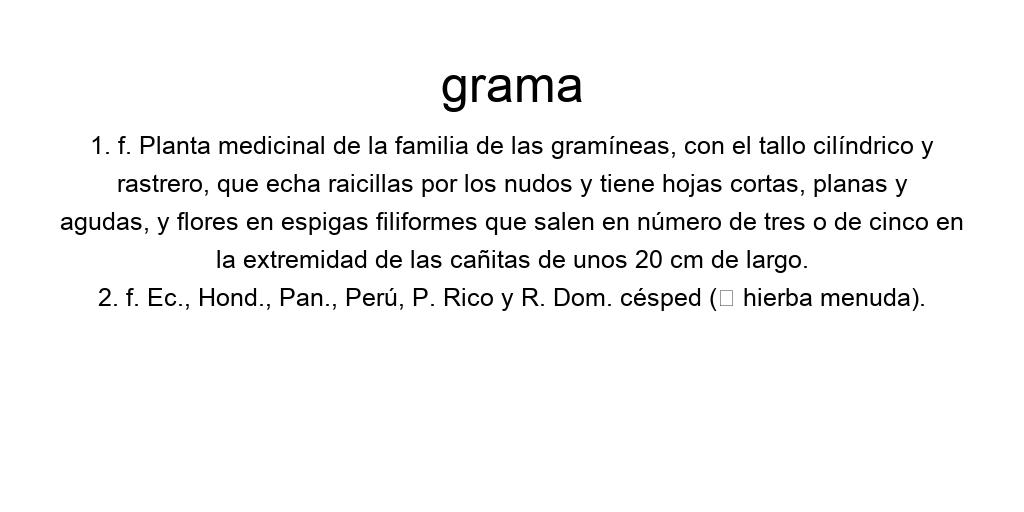 grama
1. f. Planta medicinal de la familia de las gramíneas, con el tallo cilíndrico y
rastrero, que echa raicillas por los nudos y tiene hojas cortas, planas y
agudas, y flores en espigas filiformes que salen en número de tres o de cinco en
la extremidad de las cañitas de unos 20 cm de largo.
2. f. Ec., Hond., Pan., Perú, P. Rico y R. Dom. césped (□ hierba menuda).